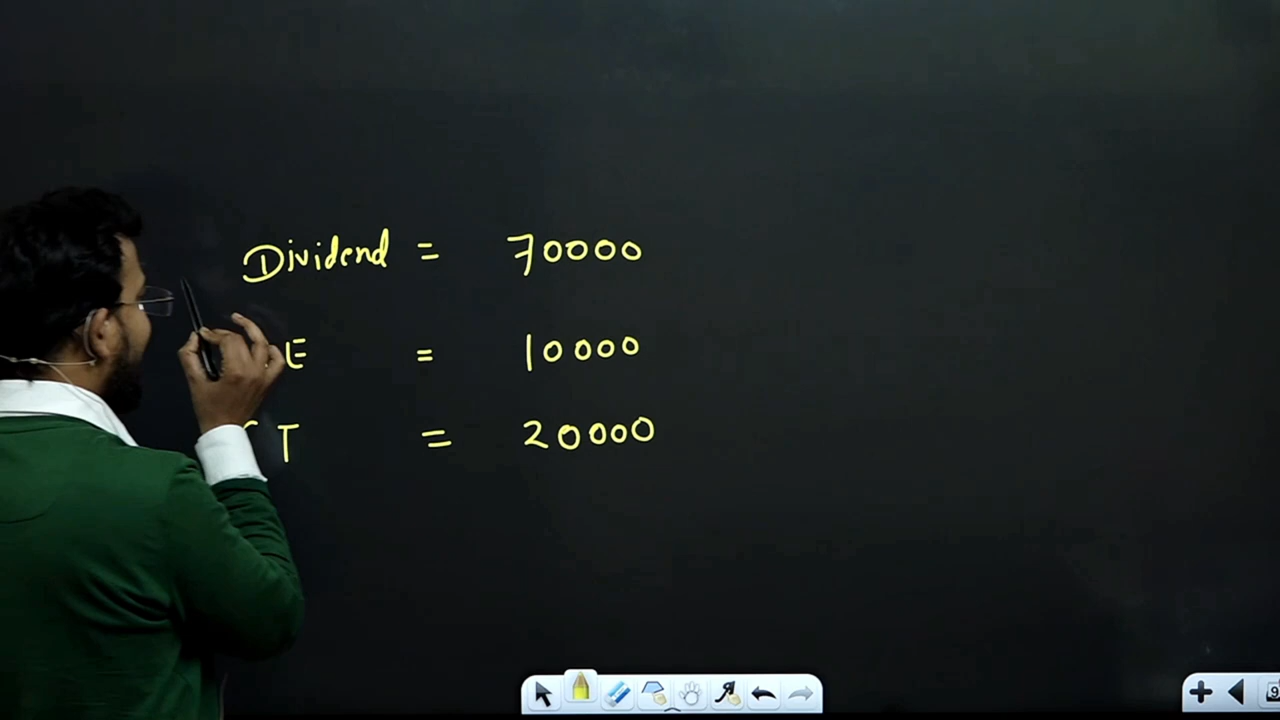 Dividend = 70000
E = 10000
T = 20000